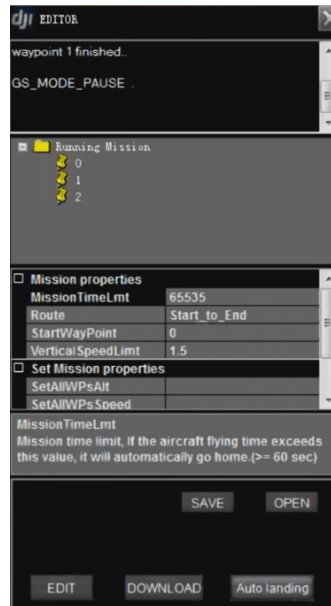 dji EDITOR
waypoint 1 finished..
GS_MODE_PAUSE .
Running Mission
0
1
2
Mission properties
MissionTimeLmt 65535
Route Start_to_End
StartWayPoint 0
VerticalSpeedLimt 1.5
Set Mission properties
SetAllWPsAlt
SetAllWPsSpeed
MissionTimeLmt
Mission time limit, If the aircraft flying time exceeds
this value, it will automatically go home.(>= 60 sec)
SAVE OPEN
EDIT DOWNLOAD Auto landing